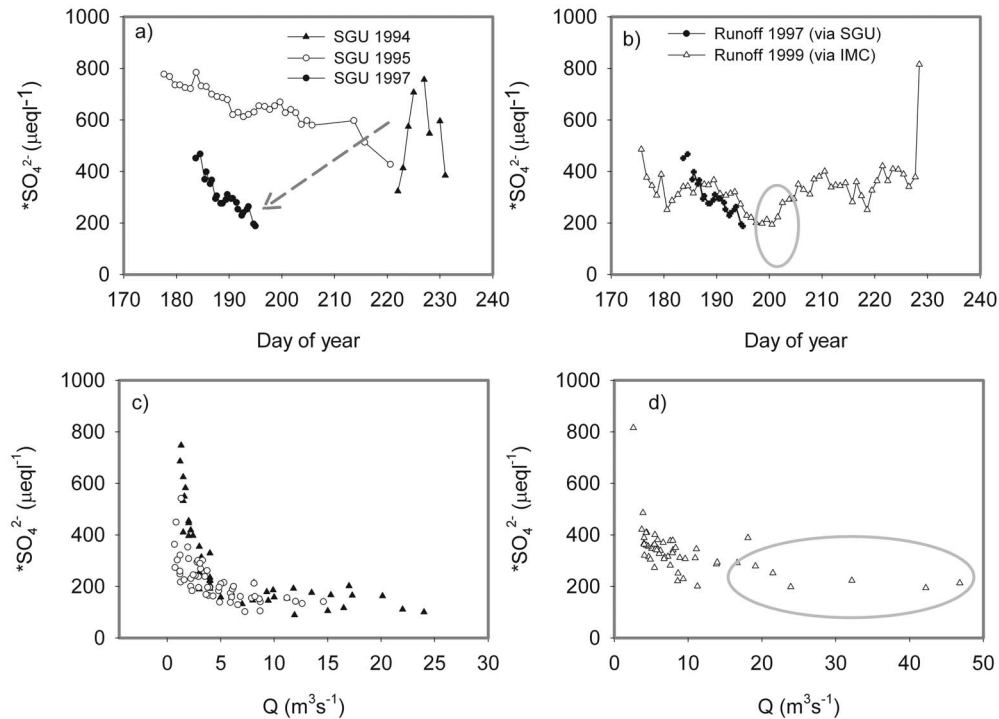 a)
SGU 1994
SGU 1995
SGU 1997
1000
800
600
400
200
0
*SO₄²⁻ (µeql⁻¹)
170 180 190 200 210 220 230 240
Day of year
b)
Runoff 1997 (via SGU)
Runoff 1999 (via IMC)
1000
800
600
400
200
0
*SO₄²⁻ (µeql⁻¹)
170 180 190 200 210 220 230 240
Day of year
c)
1000
800
600
400
200
0
*SO₄²⁻ (µeql⁻¹)
0 5 10 15 20 25 30
Q (m³s⁻¹)
d)
1000
800
600
400
200
0
*SO₄²⁻ (µeql⁻¹)
0 10 20 30 40 50
Q (m³s⁻¹)